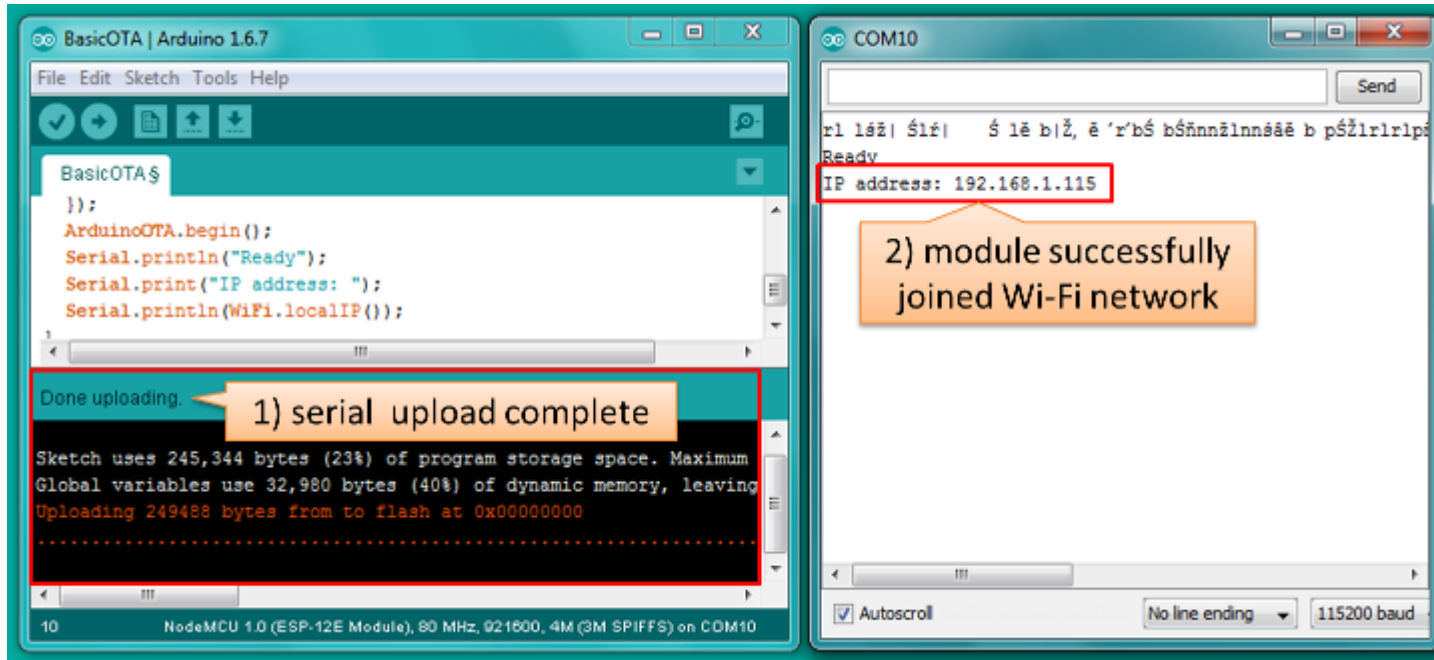 BasicOTA | Arduino 1.6.7
File Edit Sketch Tools Help
BasicOTA§
});
ArduinoOTA.begin();
Serial.println("Ready");
Serial.print("IP address: ");
Serial.println(WiFi.localIP());
}
Done uploading.
1) serial upload complete
Sketch uses 245,344 bytes (23%) of program storage space. Maximum
Global variables use 32,980 bytes (40%) of dynamic memory, leaving
Uploading 249488 bytes from to flash at 0x00000000
................................................................
10 NodeMCU 1.0 (ESP-12E Module), 80 MHz, 921600, 4M (3M SPIFFS) on COM10
COM10
Send
Ready
IP address: 192.168.1.115
2) module successfully
joined Wi-Fi network
Autoscroll
No line ending
115200 baud